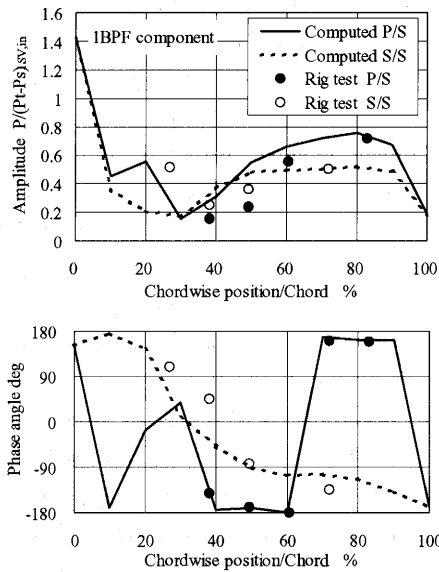 1BPF component
Computed P/S
Computed S/S
Rig test P/S
Rig test S/S
Amplitude P/(Pt-Ps)SV,in
1.6
1.4
1.2
1
0.8
0.6
0.4
0.2
0
0 20 40 60 80 100
Chordwise position/Chord %
Phase angle deg
180
90
0
-90
-180
0 20 40 60 80 100
Chordwise position/Chord %